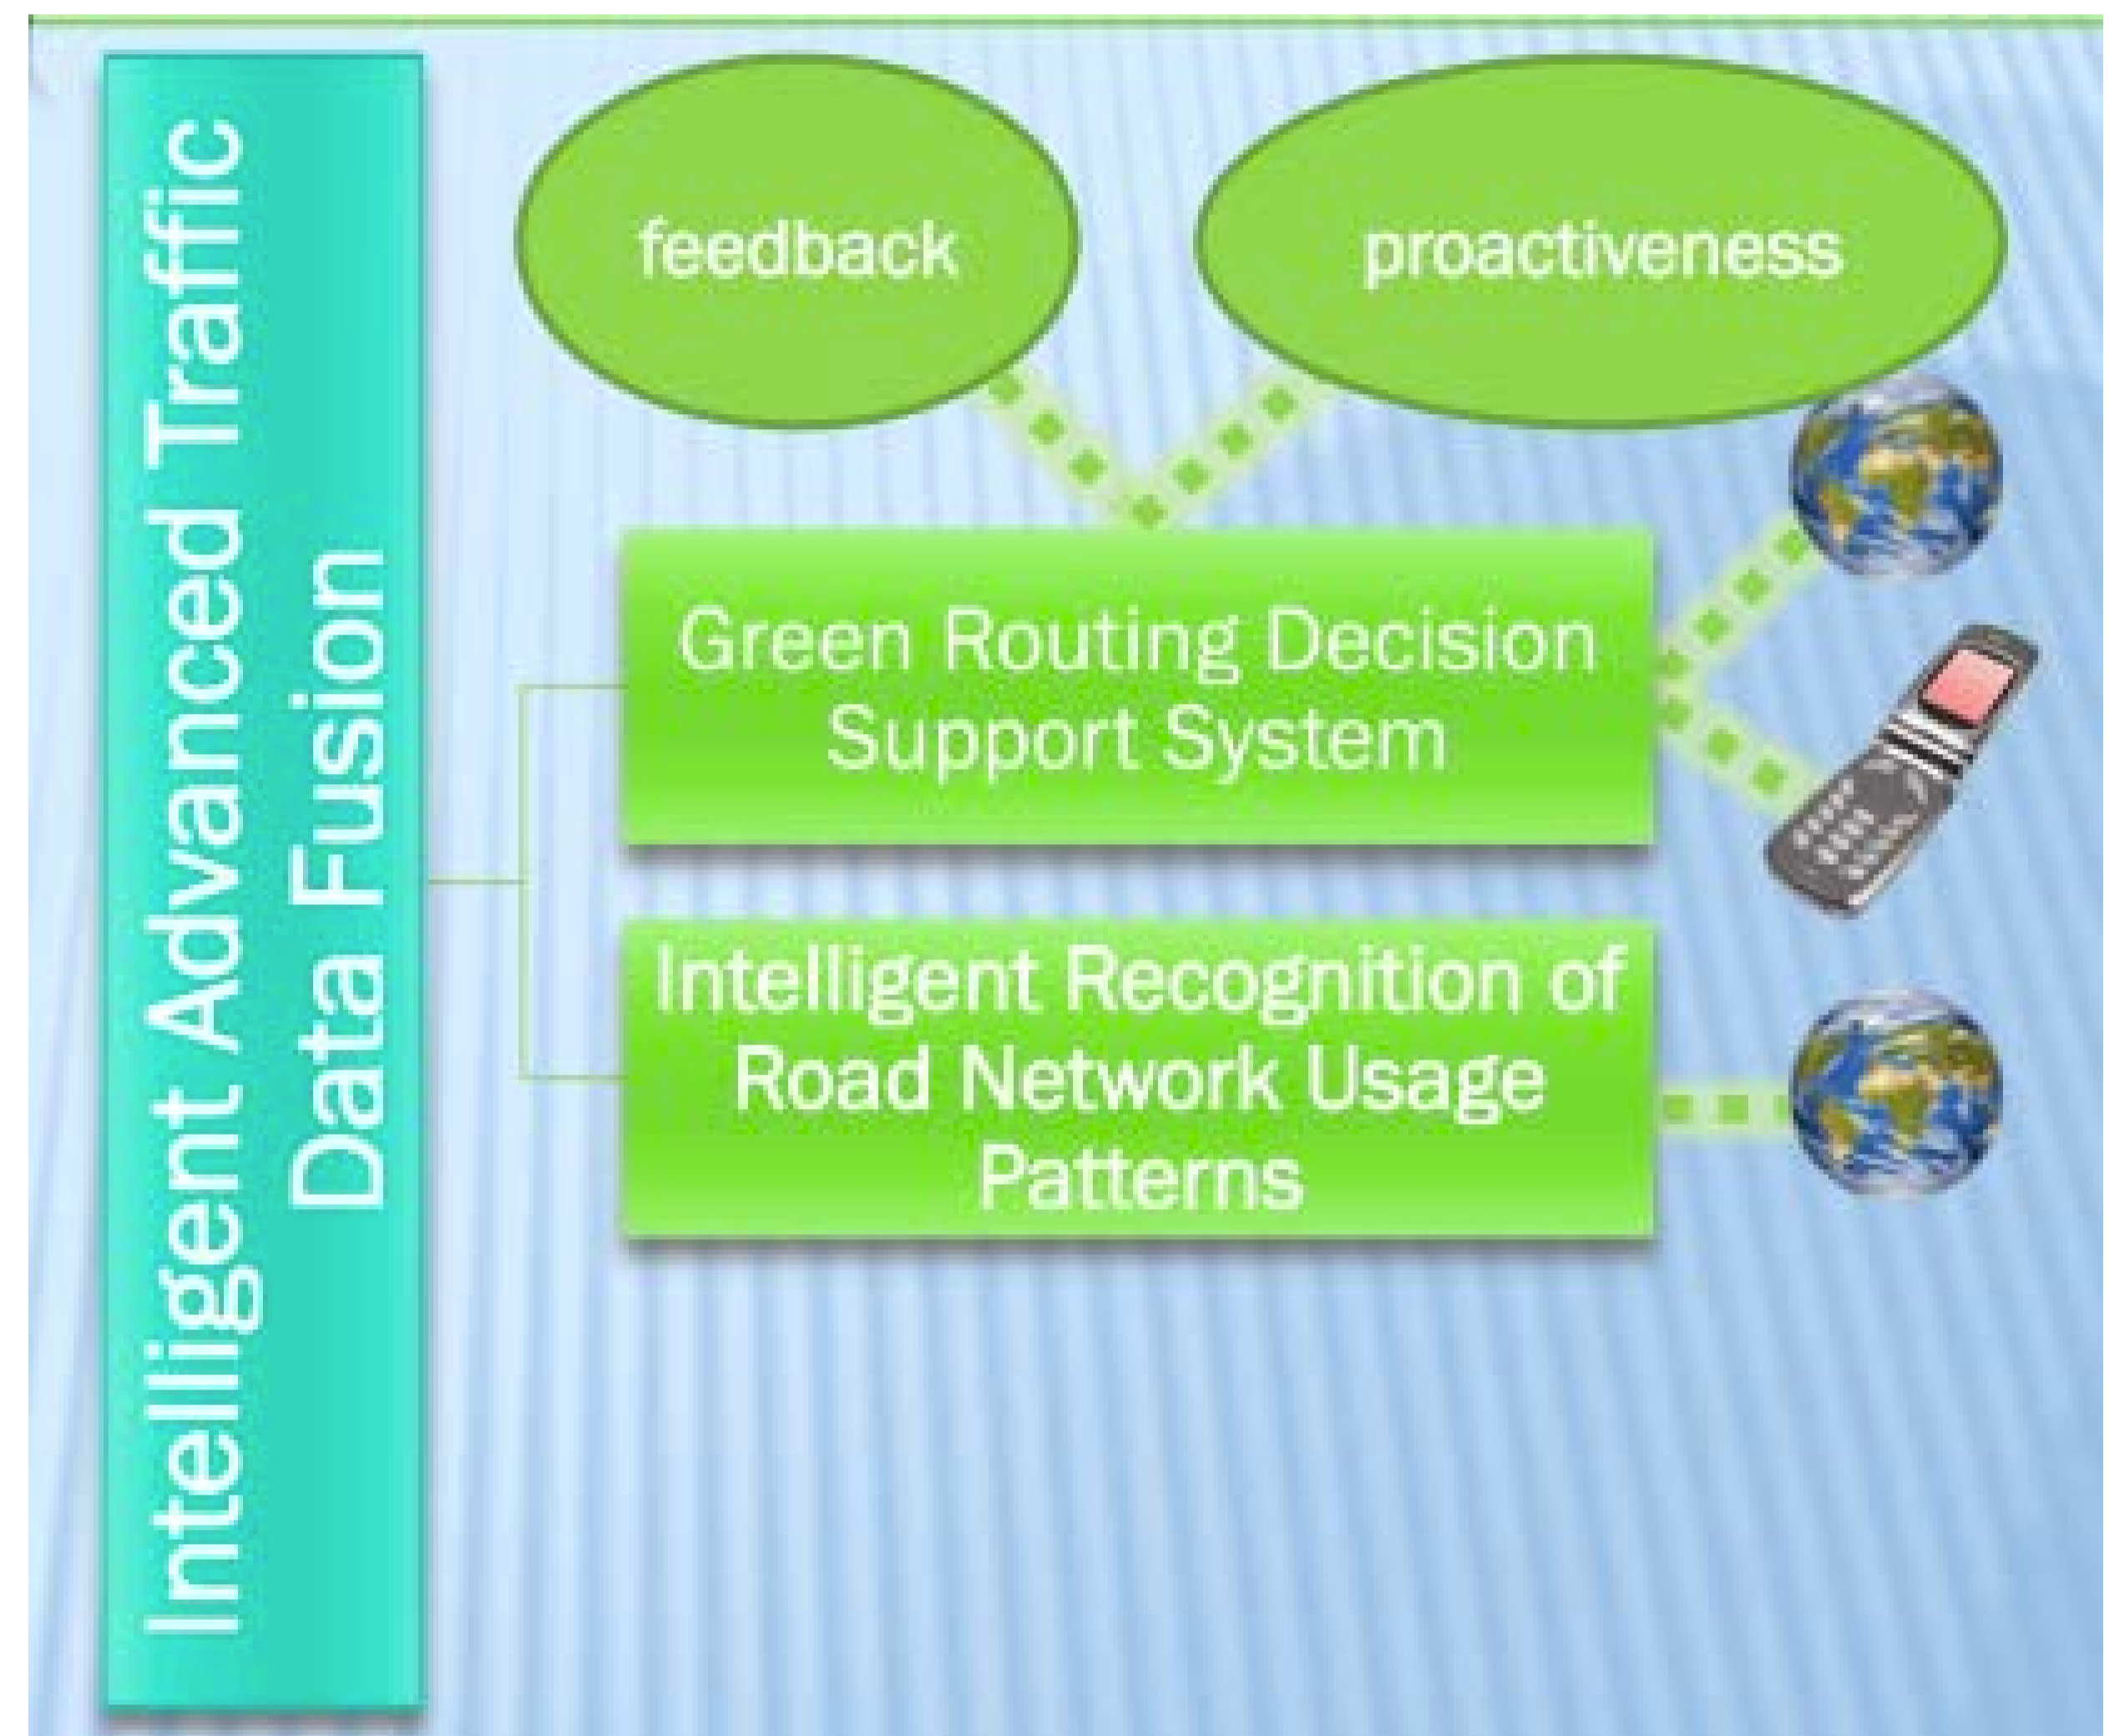 Intelligent Advanced Traffic
Data Fusion
feedback
proactiveness
Green Routing Decision
Support System
Intelligent Recognition of
Road Network Usage
Patterns